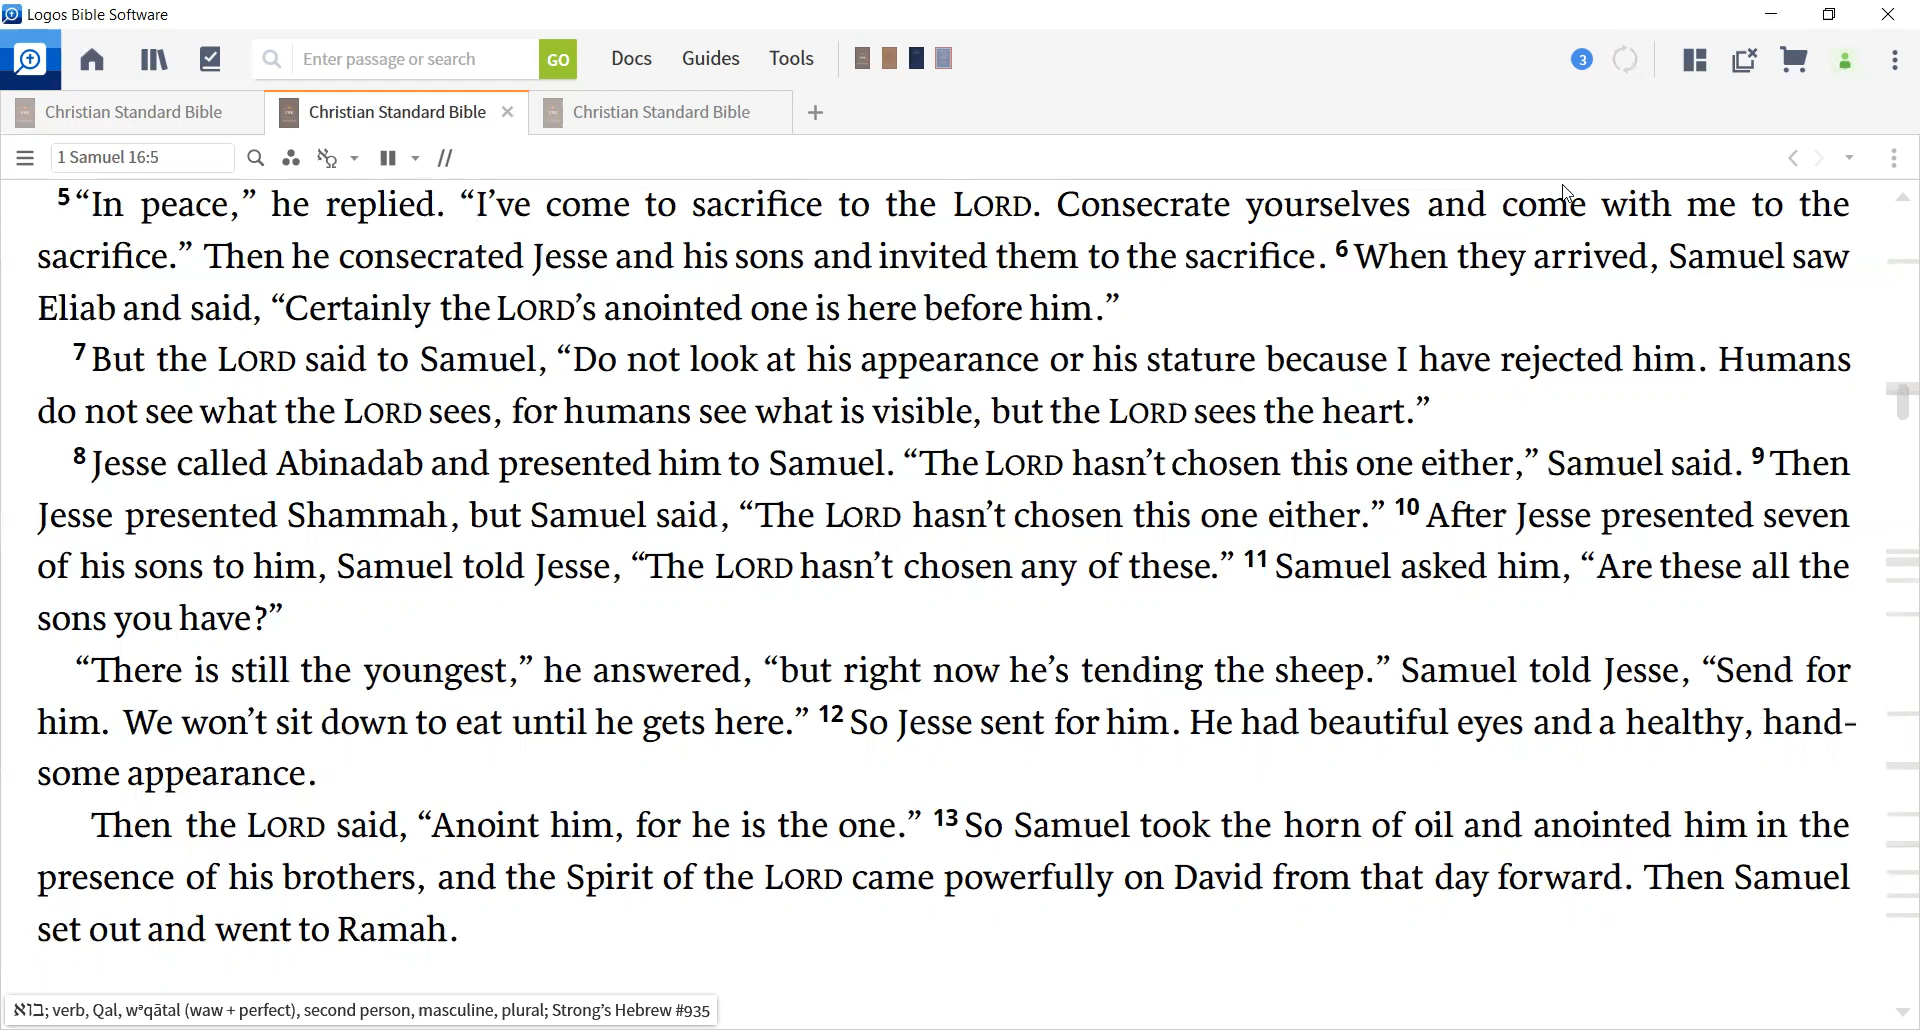 Logos Bible Software
Enter passage or search GO Docs Guides Tools 3
Christian Standard Bible Christian Standard Bible Christian Standard Bible
1 Samuel 16:5
5 “In peace,” he replied. “I’ve come to sacrifice to the LORD. Consecrate yourselves and come with me to the
sacrifice.” Then he consecrated Jesse and his sons and invited them to the sacrifice. 6 When they arrived, Samuel saw
Eliab and said, “Certainly the LORD’s anointed one is here before him.”
7 But the LORD said to Samuel, “Do not look at his appearance or his stature because I have rejected him. Humans
do not see what the LORD sees, for humans see what is visible, but the LORD sees the heart.”
8 Jesse called Abinadab and presented him to Samuel. “The LORD hasn’t chosen this one either,” Samuel said. 9 Then
Jesse presented Shammah, but Samuel said, “The LORD hasn’t chosen this one either.” 10 After Jesse presented seven
of his sons to him, Samuel told Jesse, “The LORD hasn’t chosen any of these.” 11 Samuel asked him, “Are these all the
sons you have?”
“There is still the youngest,” he answered, “but right now he’s tending the sheep.” Samuel told Jesse, “Send for
him. We won’t sit down to eat until he gets here.” 12 So Jesse sent for him. He had beautiful eyes and a healthy, hand-
some appearance.
Then the LORD said, “Anoint him, for he is the one.” 13 So Samuel took the horn of oil and anointed him in the
presence of his brothers, and the Spirit of the LORD came powerfully on David from that day forward. Then Samuel
set out and went to Ramah.
בוא; verb, Qal, wᵊqātal (waw + perfect), second person, masculine, plural; Strong’s Hebrew #935